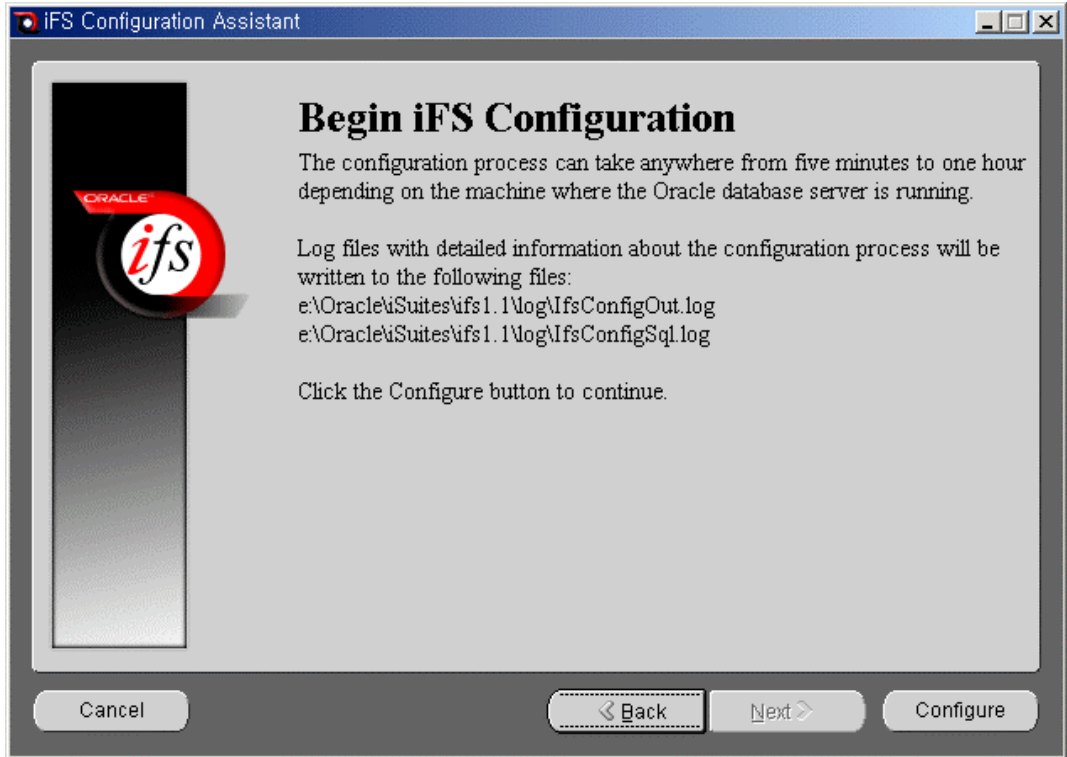 iFS Configuration Assistant
Begin iFS Configuration
The configuration process can take anywhere from five minutes to one hour
depending on the machine where the Oracle database server is running.
Log files with detailed information about the configuration process will be
written to the following files:
e:\Oracle\iSuites\ifs1.1\log\IfsConfigOut.log
e:\Oracle\iSuites\ifs1.1\log\IfsConfigSql.log
Click the Configure button to continue.
ORACLE
ifs
Cancel
Back
Next
Configure